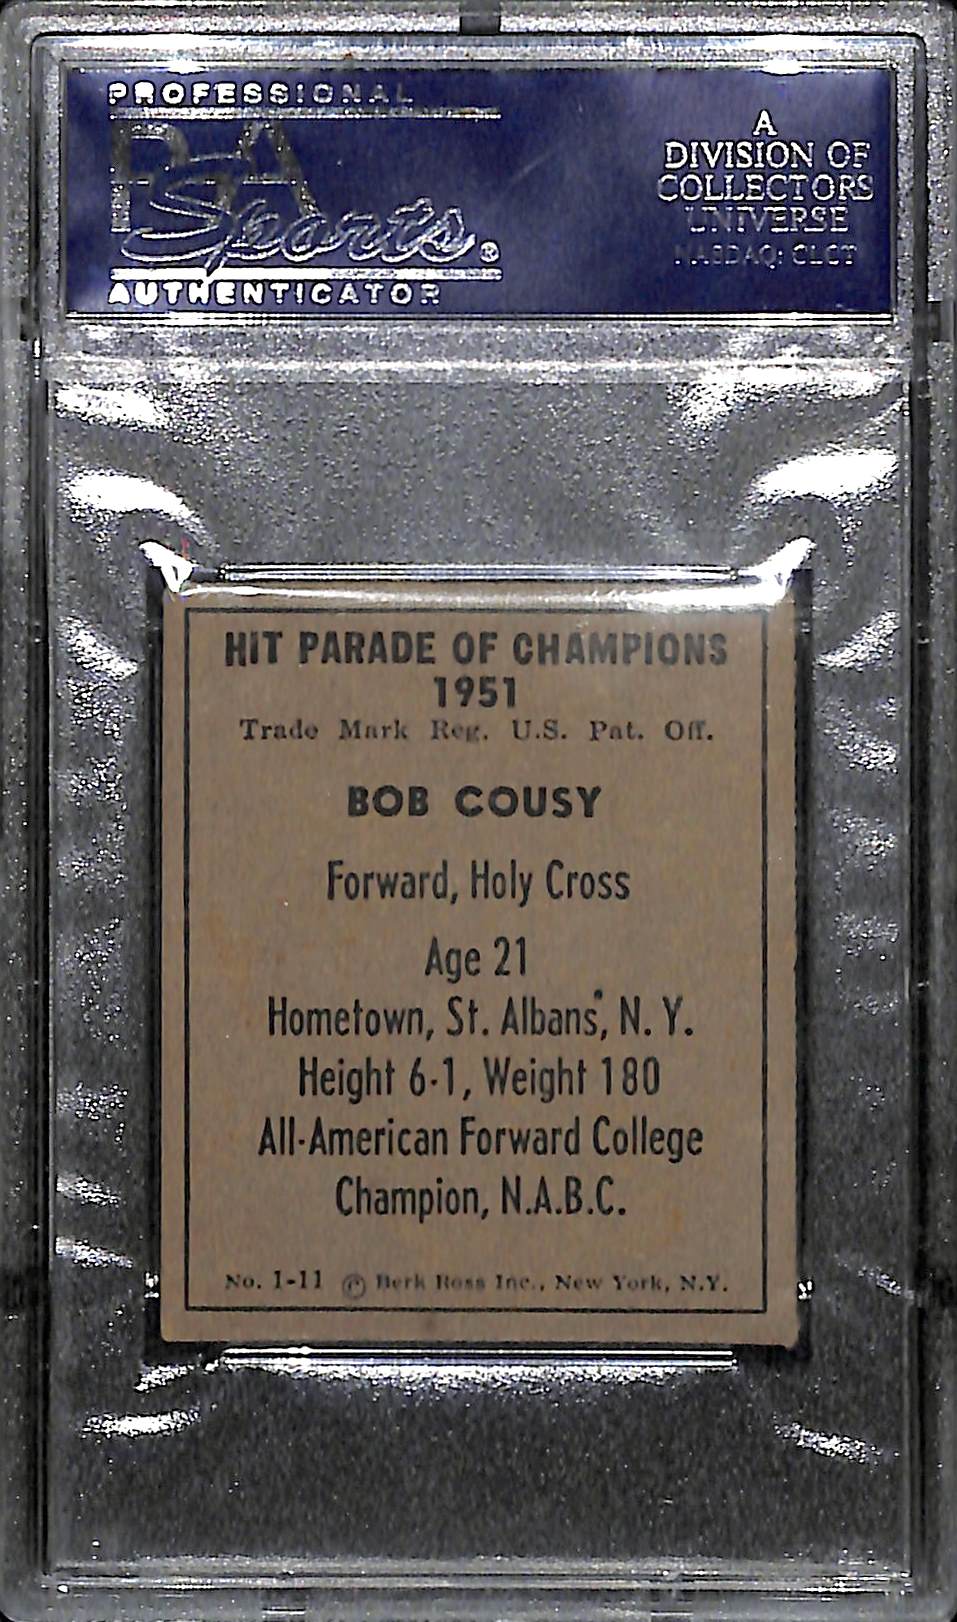 PROFESSIONAL
PSA
Sports®
AUTHENTICATOR
A
DIVISION OF
COLLECTORS
UNIVERSE
NASDAQ: CLCT
HIT PARADE OF CHAMPIONS
1951
Trade Mark Reg. U.S. Pat. Off.
BOB COUSY
Forward, Holy Cross
Age 21
Hometown, St. Albans, N. Y.
Height 6-1, Weight 180
All-American Forward College
Champion, N.A.B.C.
No. 1-11 © Berk Ross Inc., New York, N.Y.